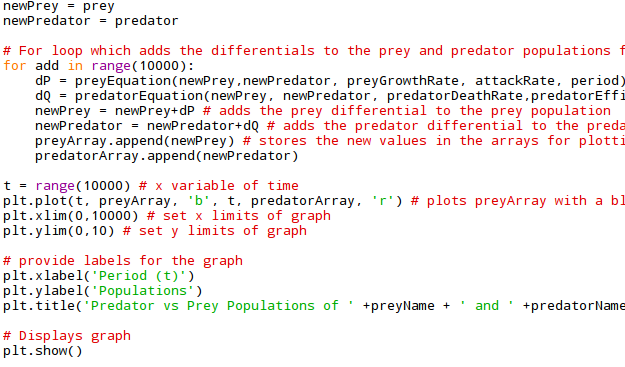 newPrey = prey
newPredator = predator
# For loop which adds the differentials to the prey and predator populations f
for add in range(10000):
dP = preyEquation(newPrey,newPredator, preyGrowthRate, attackRate, period)
dQ = predatorEquation(newPrey, newPredator, predatorDeathRate,predatorEffi
newPrey = newPrey+dP # adds the prey differential to the prey population
newPredator = newPredator+dQ # adds the predator differential to the preda
preyArray.append(newPrey) # stores the new values in the arrays for plotti
predatorArray.append(newPredator)
t = range(10000) # x variable of time
plt.plot(t, preyArray, 'b', t, predatorArray, 'r') # plots preyArray with a bl
plt.xlim(0,10000) # set x limits of graph
plt.ylim(0,10) # set y limits of graph
# provide labels for the graph
plt.xlabel('Period (t)')
plt.ylabel('Populations')
plt.title('Predator vs Prey Populations of ' +preyName + ' and ' +predatorName
# Displays graph
plt.show()